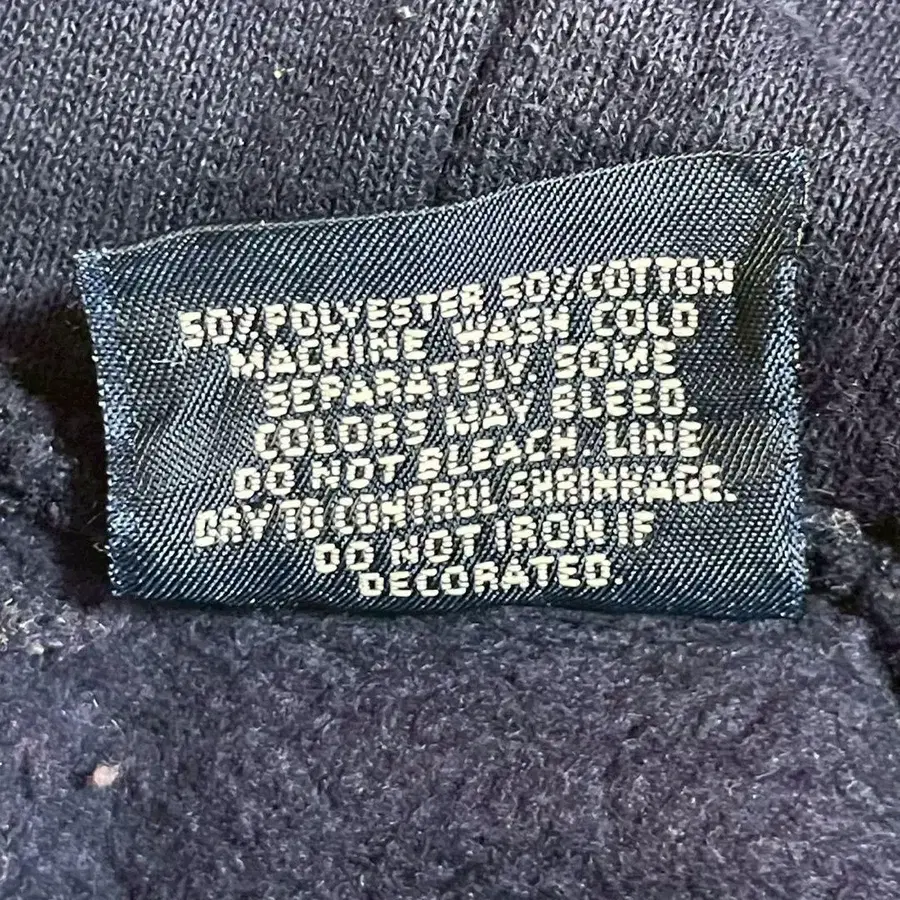 50% POLYESTER 50% COTTON
MACHINE WASH COLD
SEPARATELY. SOME
COLORS MAY BLEED.
DO NOT BLEACH LINE
DRY TO CONTROL SHRINKAGE.
DO NOT IRON IF
DECORATED.